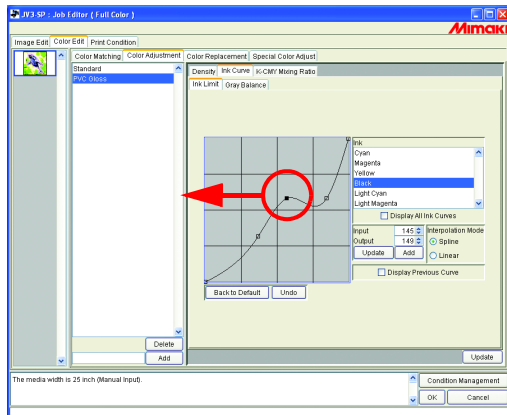 JV3-SP : Job Editor ( Full Color )
Mimaki
Image Edit Color Edit Print Condition
Color Matching Color Adjustment Color Replacement Special Color Adjust
Standard
PVC Gloss
Density Ink Curve K-CMY Mixing Ratio
Ink Limit Gray Balance
Ink
Cyan
Magenta
Yellow
Black
Light Cyan
Light Magenta
Display All Ink Curves
Input 145 Interpolation Mode
Output 149 Spline
Update Add Linear
Display Previous Curve
Back to Default Undo
Delete
Add
Update
The media width is 25 inch (Manual Input).
Condition Management
OK Cancel